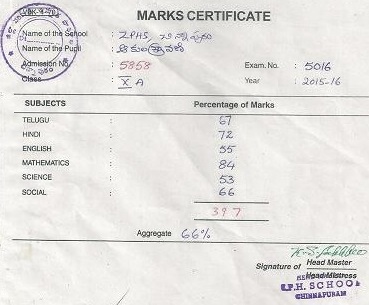 MARKS CERTIFICATE
Name of the School : ZPHS, చిన్నాపురం
Name of the Pupil :
Admission No. : 5858 Exam.No. : 5016
Class : X A Year : 2015-16
SUBJECTS Percentage of Marks
TELUGU : 67
HINDI : 72
ENGLISH : 55
MATHEMATICS : 84
SCIENCE : 53
SOCIAL : 66
397
Aggregate 66%
Signature of Head Master
Head Mistress
Z.P.H. SCHOOL
CHINNAPURAM